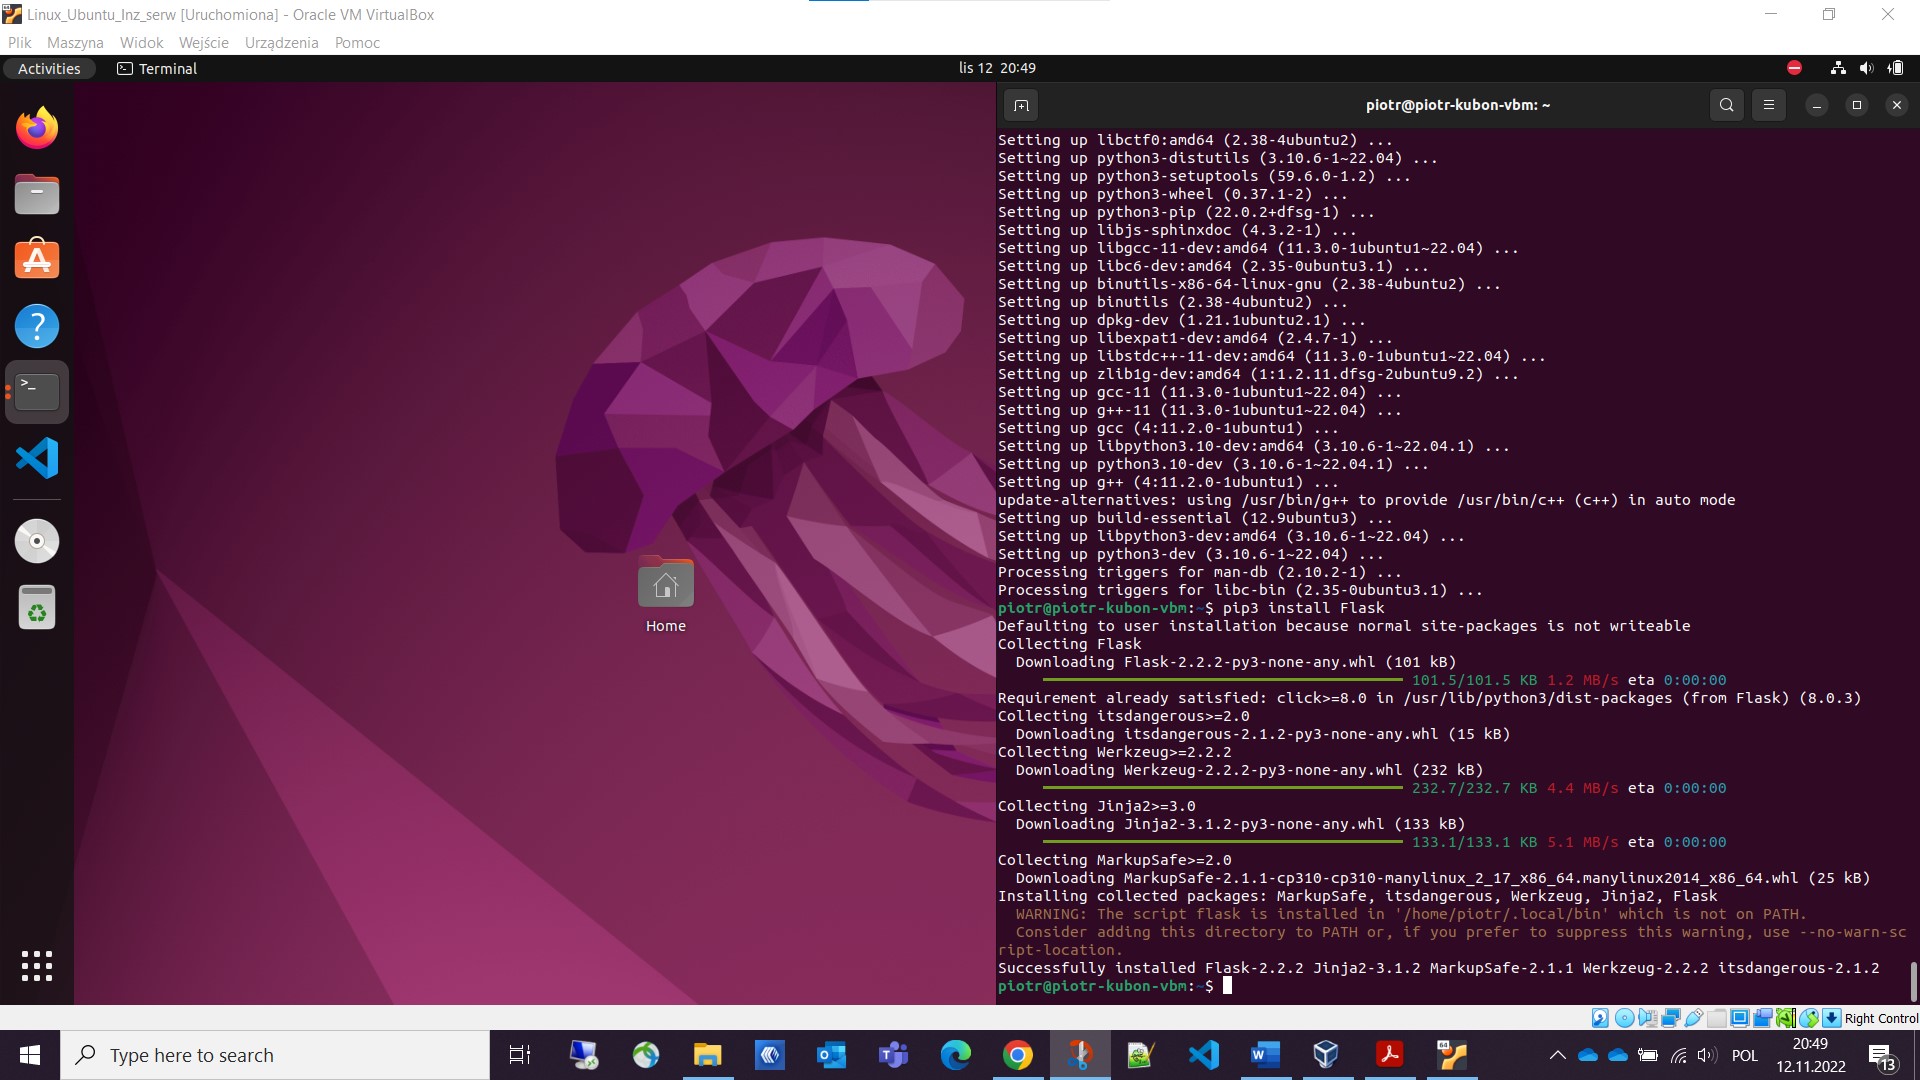 Linux_Ubuntu_Inz_serw [Uruchomiona] - Oracle VM VirtualBox
Plik Maszyna Widok Wejście Urządzenia Pomoc
Activities Terminal lis 12 20:49
piotr@piotr-kubon-vbm: ~
Setting up libctf0:amd64 (2.38-4ubuntu2) ...
Setting up python3-distutils (3.10.6-1~22.04) ...
Setting up python3-setuptools (59.6.0-1.2) ...
Setting up python3-wheel (0.37.1-2) ...
Setting up python3-pip (22.0.2+dfsg-1) ...
Setting up libjs-sphinxdoc (4.3.2-1) ...
Setting up libgcc-11-dev:amd64 (11.3.0-1ubuntu1~22.04) ...
Setting up libc6-dev:amd64 (2.35-0ubuntu3.1) ...
Setting up binutils-x86-64-linux-gnu (2.38-4ubuntu2) ...
Setting up binutils (2.38-4ubuntu2) ...
Setting up dpkg-dev (1.21.1ubuntu2.1) ...
Setting up libexpat1-dev:amd64 (2.4.7-1) ...
Setting up libstdc++-11-dev:amd64 (11.3.0-1ubuntu1~22.04) ...
Setting up zlib1g-dev:amd64 (1:1.2.11.dfsg-2ubuntu9.2) ...
Setting up gcc-11 (11.3.0-1ubuntu1~22.04) ...
Setting up g++-11 (11.3.0-1ubuntu1~22.04) ...
Setting up gcc (4:11.2.0-1ubuntu1) ...
Setting up libpython3.10-dev:amd64 (3.10.6-1~22.04.1) ...
Setting up python3.10-dev (3.10.6-1~22.04.1) ...
Setting up g++ (4:11.2.0-1ubuntu1) ...
update-alternatives: using /usr/bin/g++ to provide /usr/bin/c++ (c++) in auto mode
Setting up build-essential (12.9ubuntu3) ...
Setting up libpython3-dev:amd64 (3.10.6-1~22.04) ...
Setting up python3-dev (3.10.6-1~22.04) ...
Processing triggers for man-db (2.10.2-1) ...
Processing triggers for libc-bin (2.35-0ubuntu3.1) ...
piotr@piotr-kubon-vbm:~$ pip3 install Flask
Defaulting to user installation because normal site-packages is not writeable
Collecting Flask
Downloading Flask-2.2.2-py3-none-any.whl (101 kB)
101.5/101.5 KB 1.2 MB/s eta 0:00:00
Requirement already satisfied: click>=8.0 in /usr/lib/python3/dist-packages (from Flask) (8.0.3)
Collecting itsdangerous>=2.0
Downloading itsdangerous-2.1.2-py3-none-any.whl (15 kB)
Collecting Werkzeug>=2.2.2
Downloading Werkzeug-2.2.2-py3-none-any.whl (232 kB)
232.7/232.7 KB 4.4 MB/s eta 0:00:00
Collecting Jinja2>=3.0
Downloading Jinja2-3.1.2-py3-none-any.whl (133 kB)
133.1/133.1 KB 5.1 MB/s eta 0:00:00
Collecting MarkupSafe>=2.0
Downloading MarkupSafe-2.1.1-cp310-cp310-manylinux_2_17_x86_64.manylinux2014_x86_64.whl (25 kB)
Installing collected packages: MarkupSafe, itsdangerous, Werkzeug, Jinja2, Flask
WARNING: The script flask is installed in '/home/piotr/.local/bin' which is not on PATH.
Consider adding this directory to PATH or, if you prefer to suppress this warning, use --no-warn-sc
ript-location.
Successfully installed Flask-2.2.2 Jinja2-3.1.2 MarkupSafe-2.1.1 Werkzeug-2.2.2 itsdangerous-2.1.2
piotr@piotr-kubon-vbm:~$
Home
Right Control
Type here to search
POL
20:49
12.11.2022
13